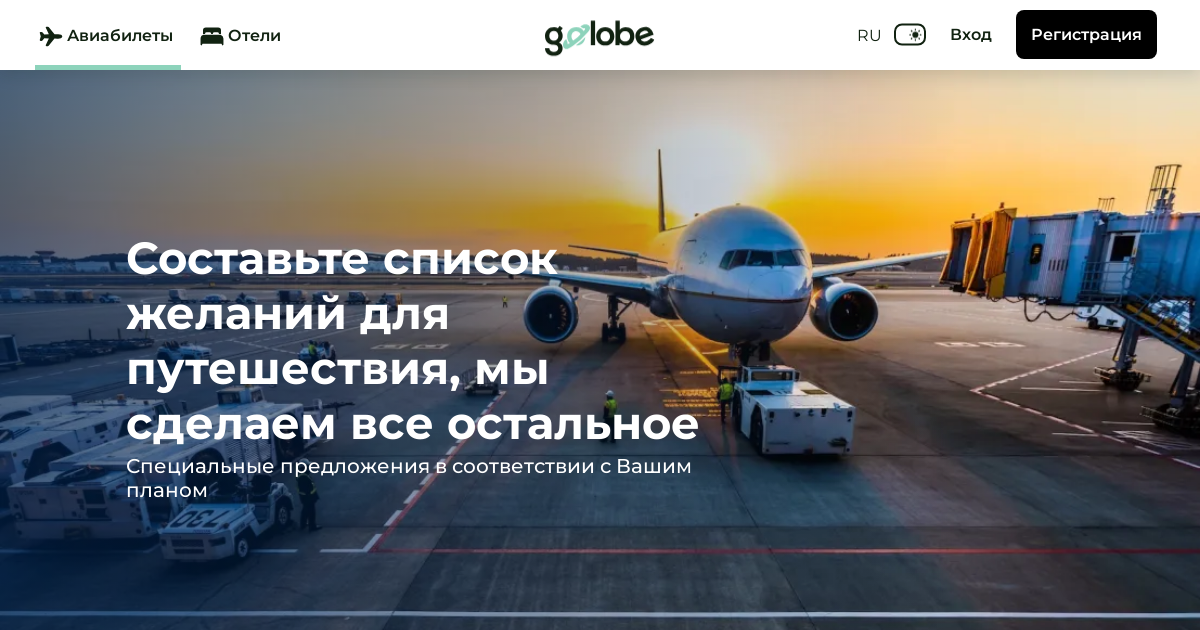 Авиабилеты
Отели
golobe
RU
Вход
Регистрация
Составьте список
желаний для
путешествия, мы
сделаем все остальное
Специальные предложения в соответствии с Вашим
планом
730